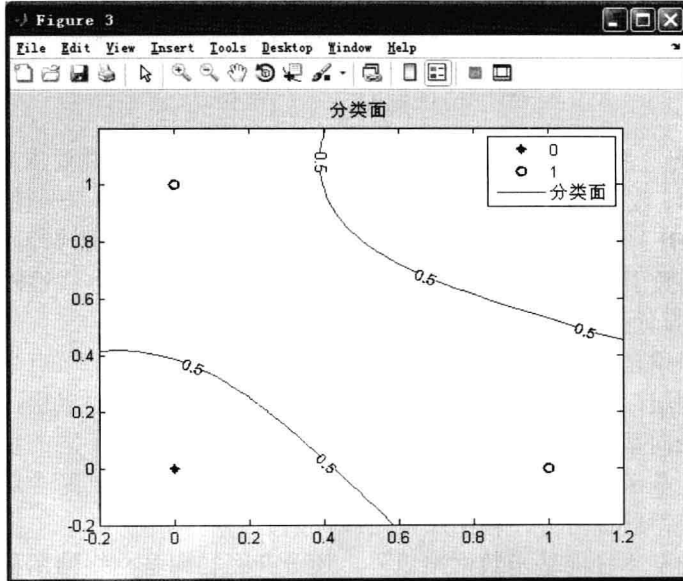 Figure 3
File Edit View Insert Tools Desktop Window Help
分类面
0
1
分类面
0.5
0.5
0.5
0.5
0.5
1
0.8
0.6
0.4
0.2
0
-0.2
-0.2 0 0.2 0.4 0.6 0.8 1 1.2